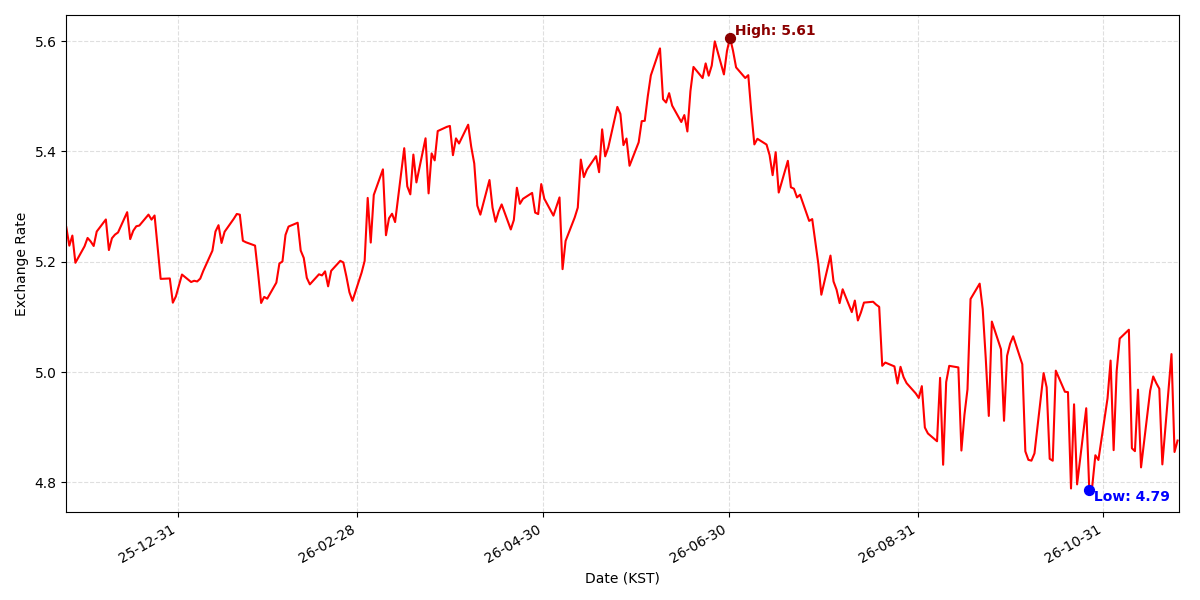 High: 5.61
5.6
5.4
5.2
5.0
4.8
Exchange Rate
Low: 4.79
25-12-31
26-02-28
26-04-30
26-06-30
26-08-31
26-10-31
Date (KST)